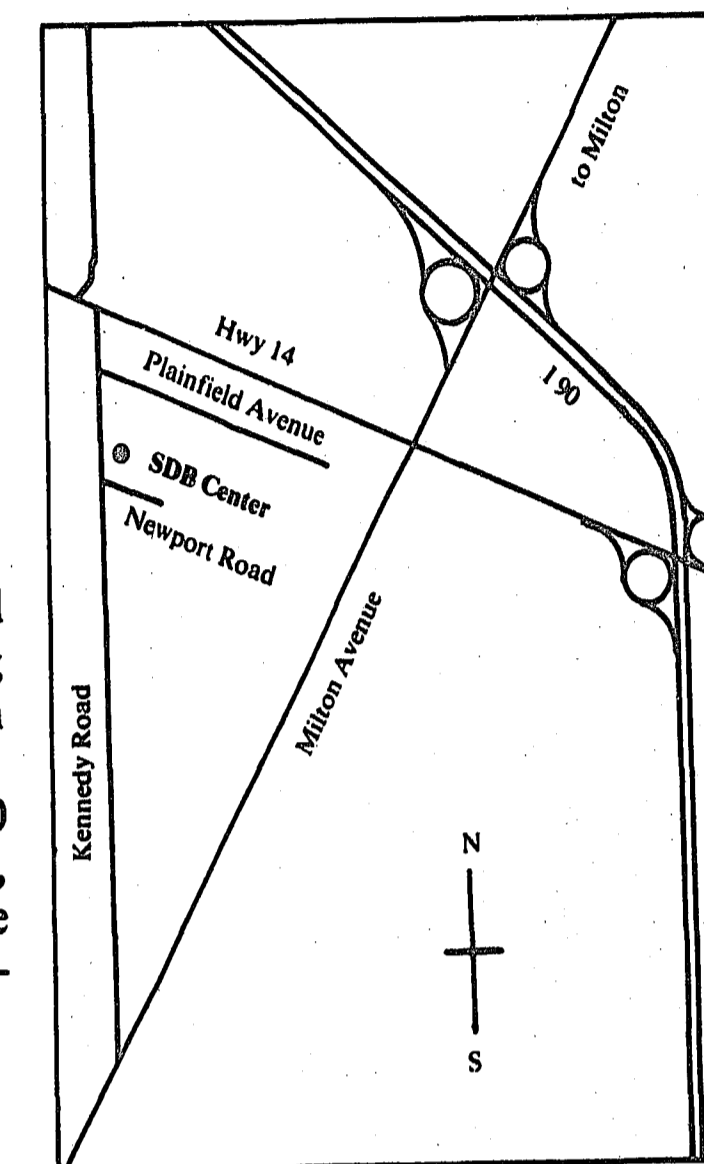 to Milton
Hwy 14
Plainfield Avenue
I 90
SDB Center
Newport Road
Milton Avenue
Kennedy Road
N
S